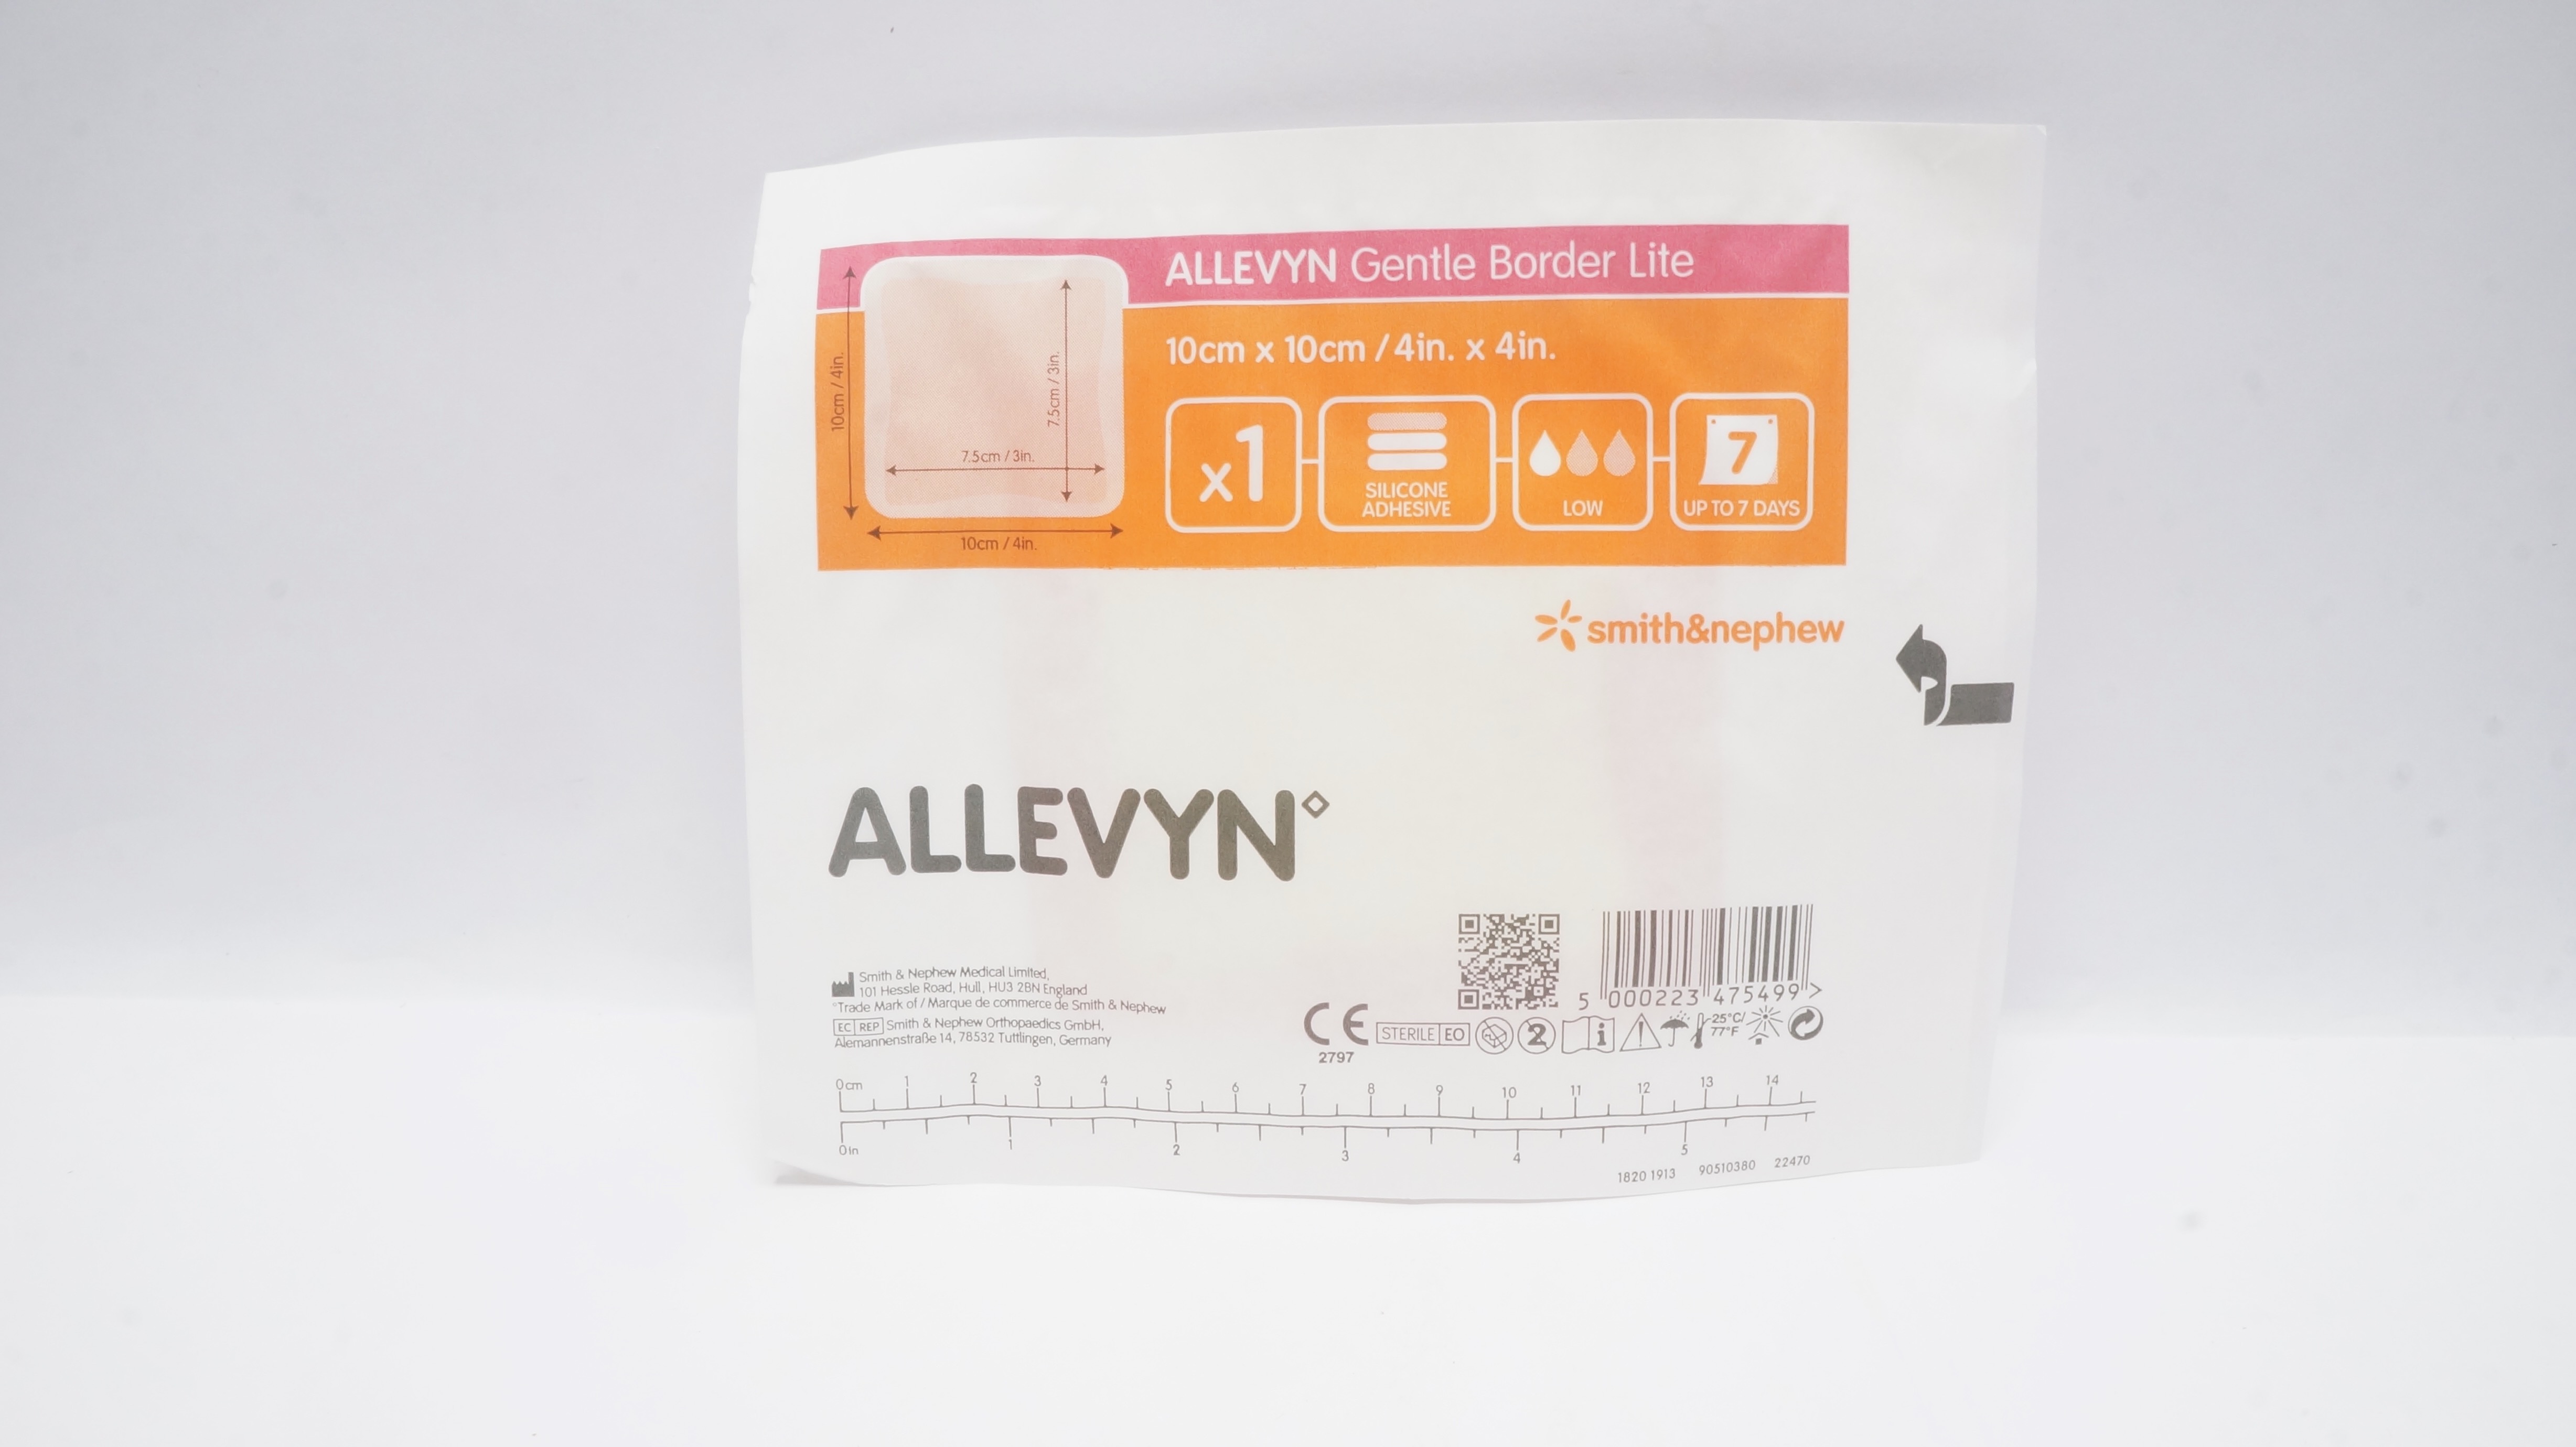 ALLEVYN Gentle Border Lite
10cm x 10cm / 4in. x 4in.
10cm / 4in.
7.5cm / 3in.
7.5cm / 3in.
10cm / 4in.
x1
SILICONE
ADHESIVE
LOW
7
UP TO 7 DAYS
smith&nephew
ALLEVYN◇
Smith & Nephew Medical Limited,
101 Hessle Road, Hull, HU3 2BN England
◇Trade Mark of / Marque de commerce de Smith & Nephew
EC REP Smith & Nephew Orthopaedics GmbH,
Alemannenstraße 14, 78532 Tuttlingen, Germany
5 000223 475499 >
CE
2797
STERILE EO
2
i
25°C/
77°F
0cm 1 2 3 4 5 6 7 8 9 10 11 12 13 14
0in 1 2 3 4 5
1820 1913 90510380 22470